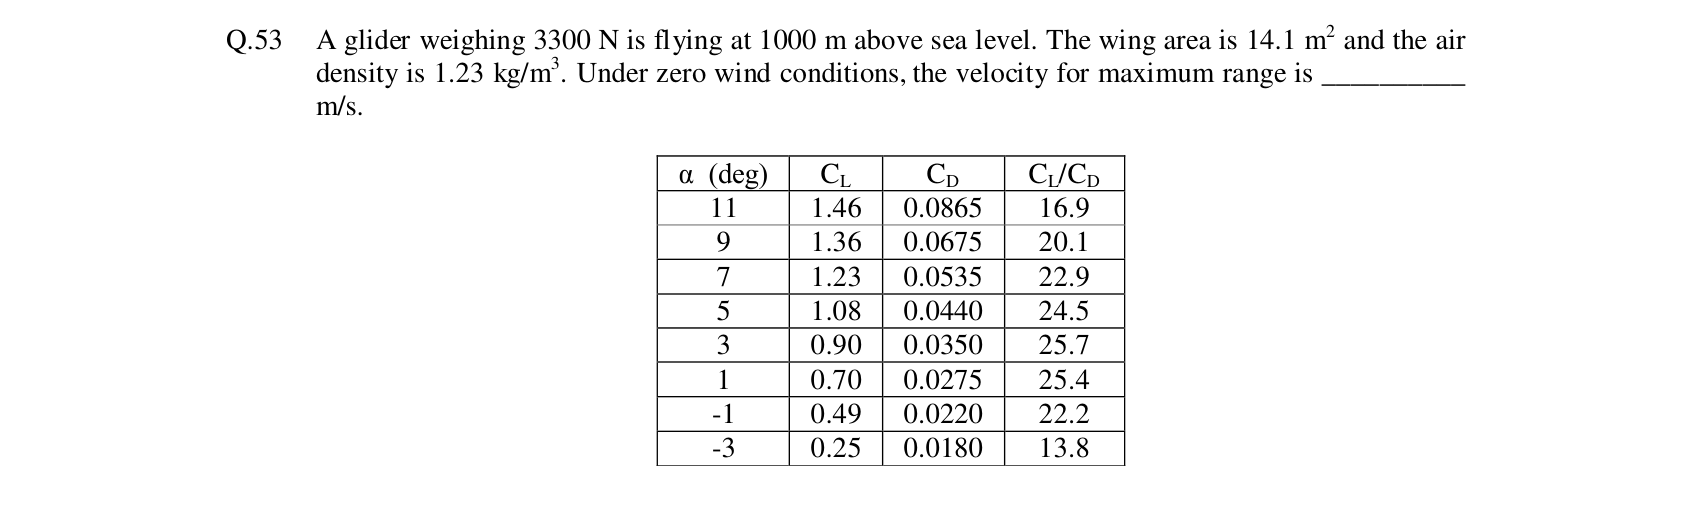 Q.53 A glider weighing 3300 N is flying at 1000 m above sea level. The wing area is 14.1 m² and the air
density is 1.23 kg/m³. Under zero wind conditions, the velocity for maximum range is __________
m/s.
α (deg) C_L C_D C_L/C_D
11 1.46 0.0865 16.9
9 1.36 0.0675 20.1
7 1.23 0.0535 22.9
5 1.08 0.0440 24.5
3 0.90 0.0350 25.7
1 0.70 0.0275 25.4
-1 0.49 0.0220 22.2
-3 0.25 0.0180 13.8